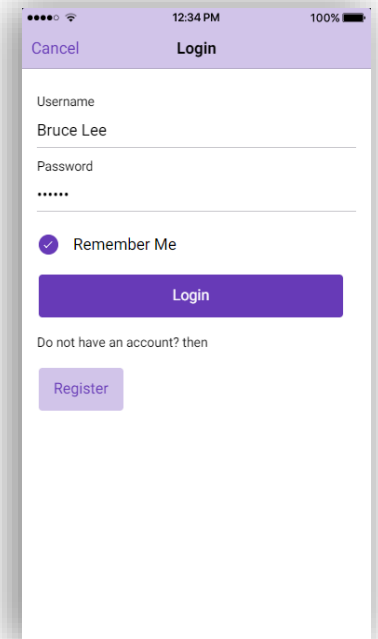 12:34 PM 100%
Cancel Login
Username
Bruce Lee
Password
••••••
Remember Me
Login
Do not have an account? then
Register